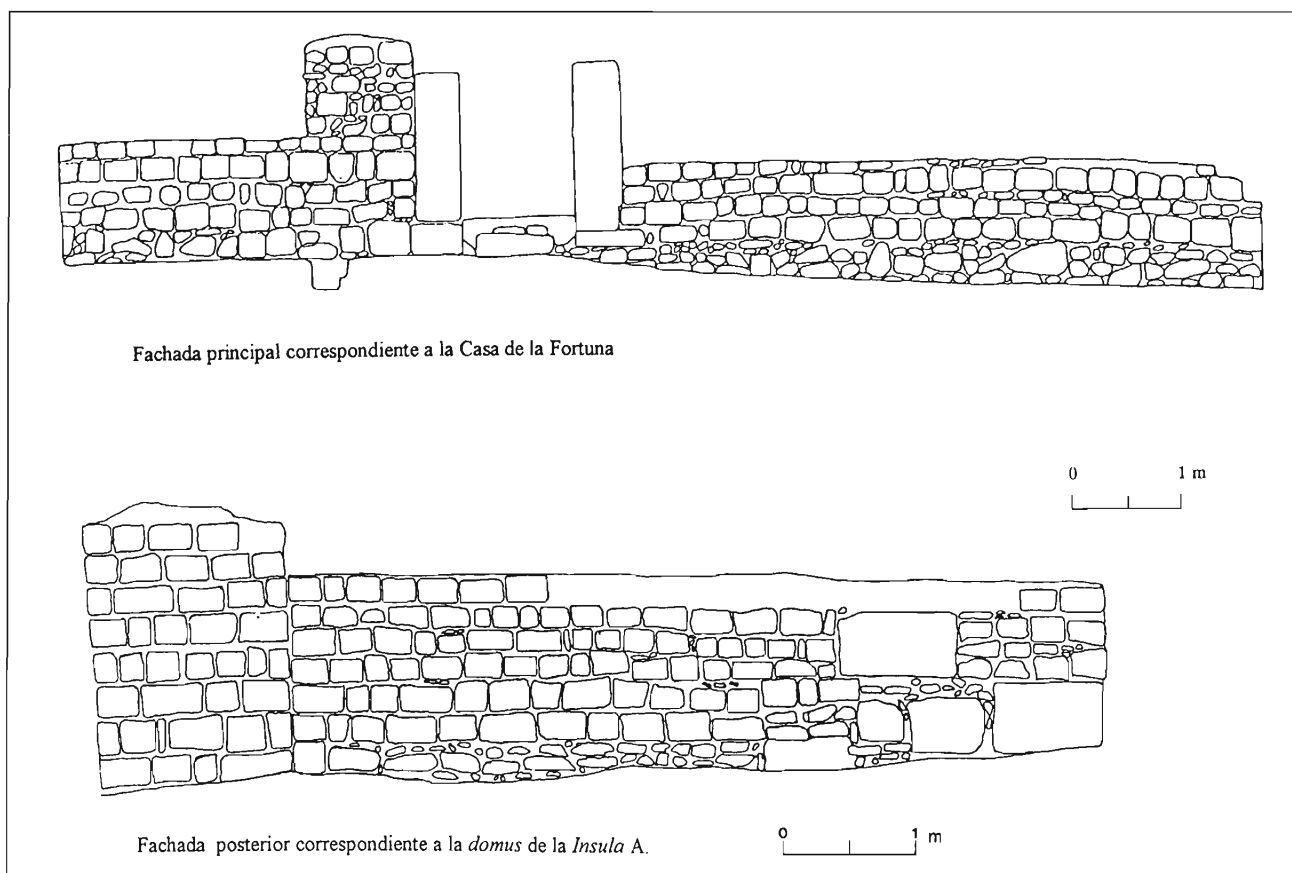 Fachada principal correspondiente a la Casa de la Fortuna
0 1 m
Fachada posterior correspondiente a la domus de la Insula A.
0 1 m